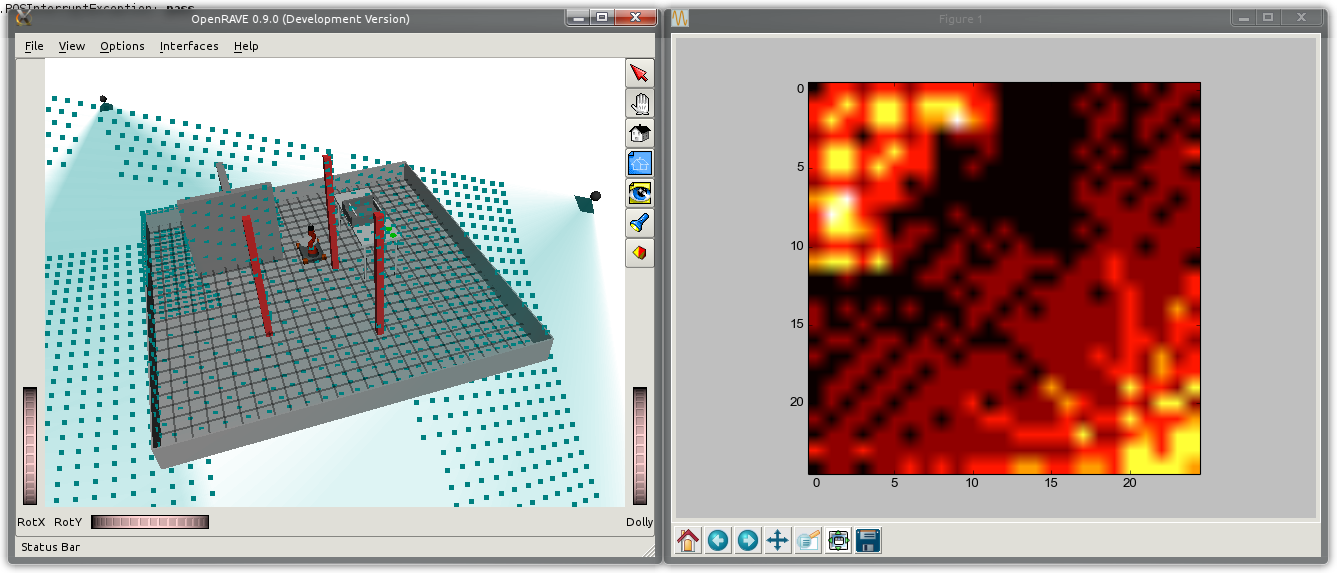 .POSInterruptException: pass
OpenRAVE 0.9.0 (Development Version)
File View Options Interfaces Help
RotX RotY Dolly
Status Bar
Figure 1
0
5
10
15
20
0 5 10 15 20